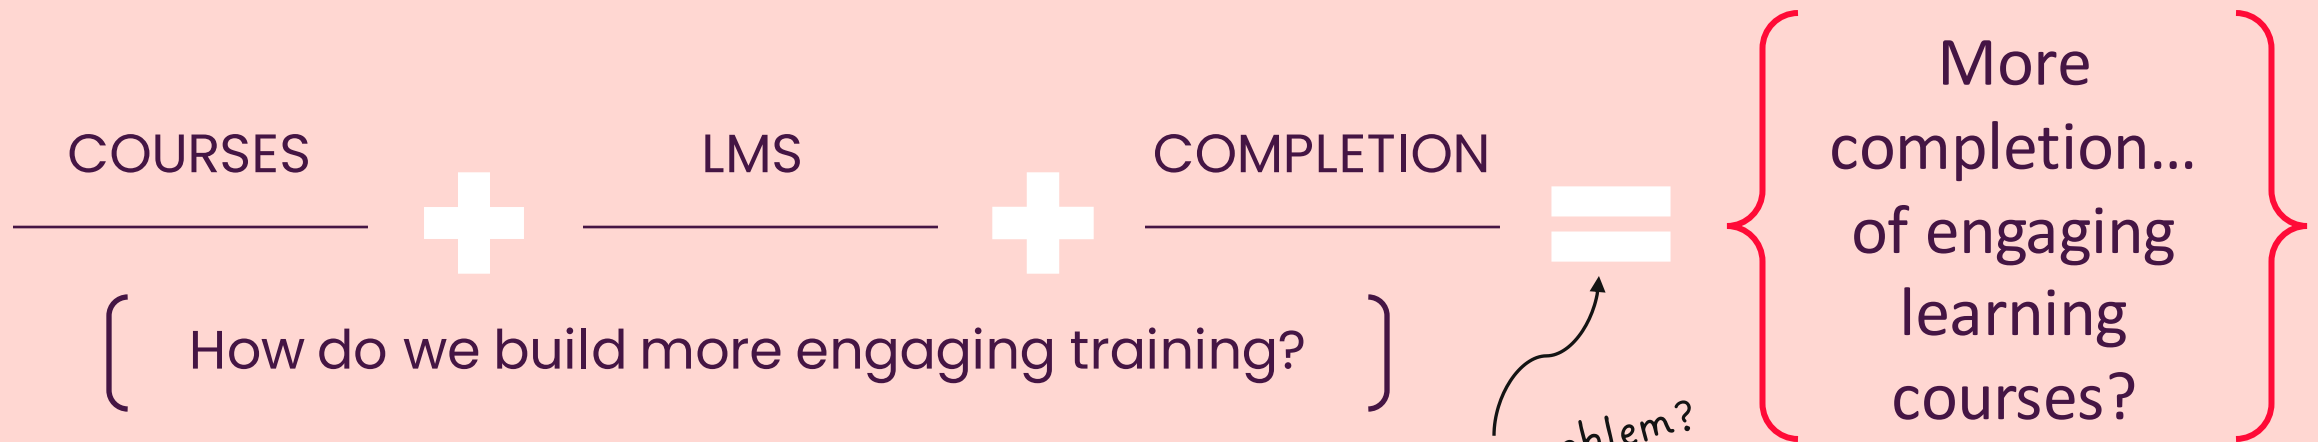 COURSES
LMS
COMPLETION
How do we build more engaging training?
More
completion...
of engaging
learning
courses?